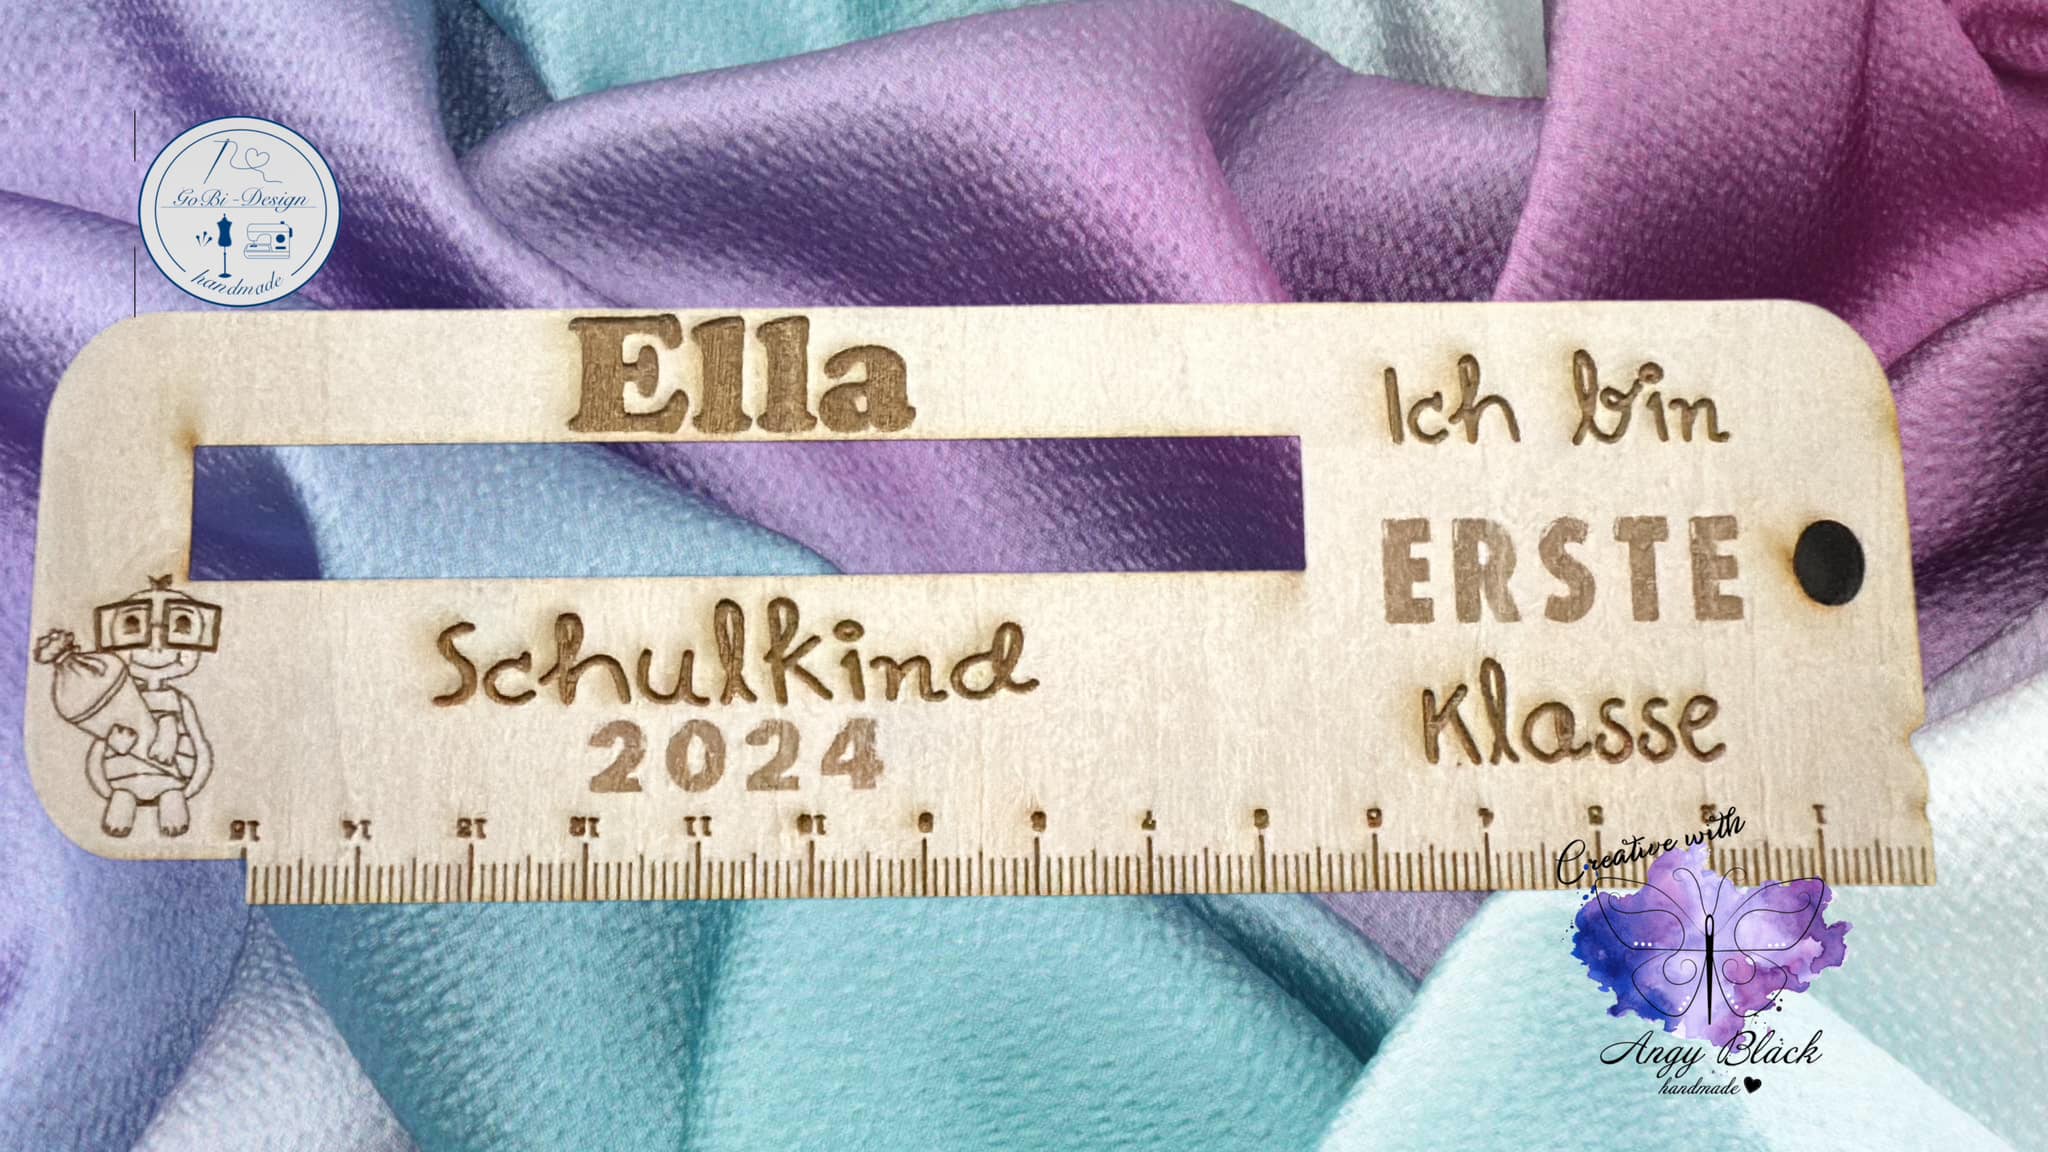 GoBi-Design
handmade
Ella
Schulkind
2024
Ich bin
ERSTE
Klasse
15 14 13 12 11 10 9 8 7 6 5 4 3 2 1
Creative with
Angy Black
handmade